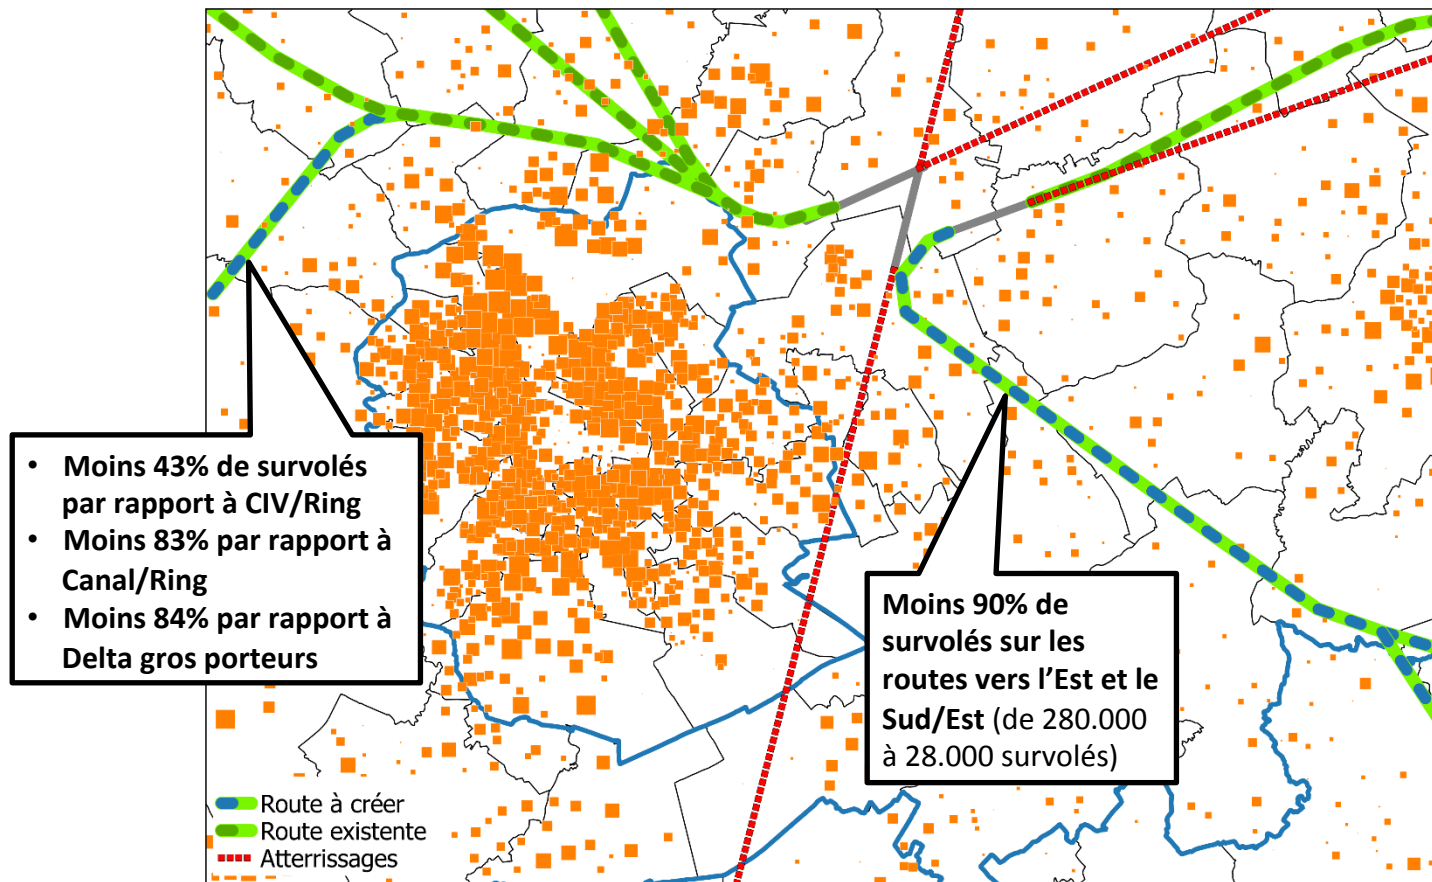 • Moins 43% de survolés
par rapport à CIV/Ring
• Moins 83% par rapport à
Canal/Ring
• Moins 84% par rapport à
Delta gros porteurs
Moins 90% de
survolés sur les
routes vers l'Est et le
Sud/Est (de 280.000
à 28.000 survolés)
Route à créer
Route existente
Atterrissages